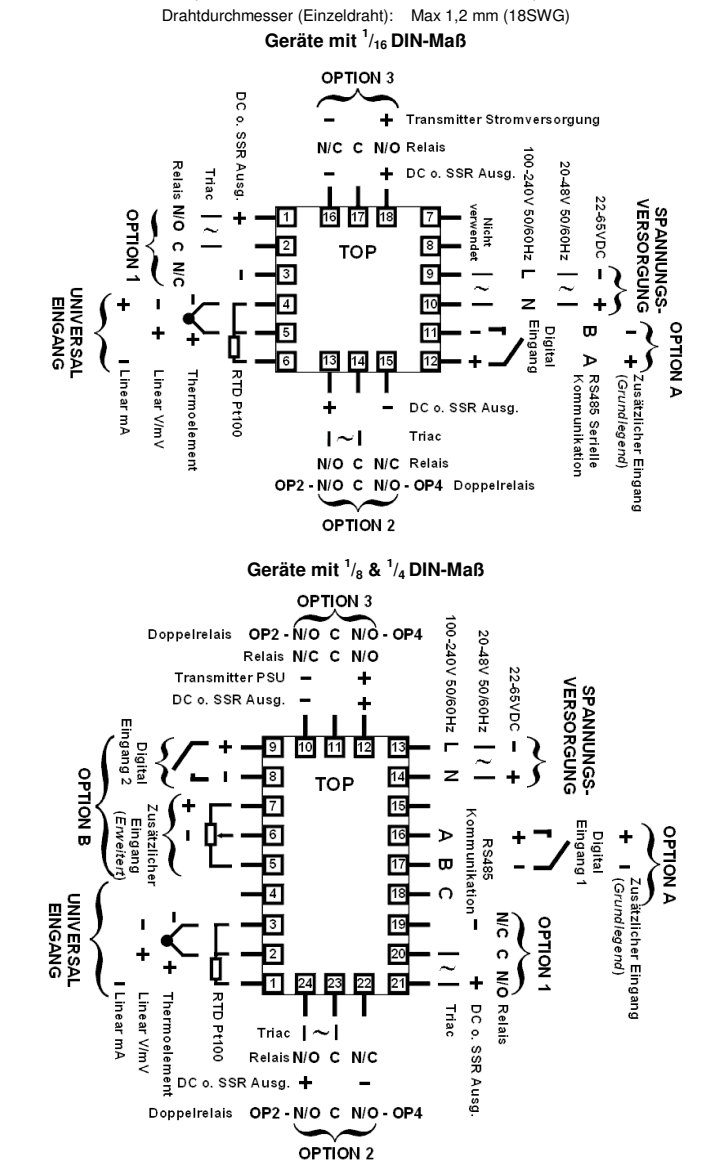 Drahtdurchmesser (Einzeldraht): Max 1,2 mm (18SWG)
Geräte mit 1/16 DIN-Maß
OPTION 3
− + Transmitter Stromversorgung
N/C C N/O Relais
− + DC o. SSR Ausg.
DC o. SSR Ausg.
+
-
Triac
|~|
Relais N/O C N/C
OPTION 1
16 17 18
TOP
1
2
3
4
5
6
7
8
9
10
11
12
13 14 15
Nicht
verwendet
100-240V 50/60Hz
L N
20-48V 50/60Hz
|~|
22-65VDC
− +
SPANNUNGS-
VERSORGUNG
Digital
Eingang
− +
B A RS485 Serielle
Kommunikation
− + Zusätzlicher Eingang
(Grundlegend)
OPTION A
UNIVERSAL
EINGANG
+ − Linear mA
− + Linear V/mV
− + Thermoelement
RTD Pt100
+ − DC o. SSR Ausg.
|~| Triac
N/O C N/C Relais
OP2 - N/O C N/O - OP4 Doppelrelais
OPTION 2
Geräte mit 1/8 & 1/4 DIN-Maß
OPTION 3
Doppelrelais OP2 - N/O C N/O - OP4
Relais N/C C N/O
Transmitter PSU − +
DC o. SSR Ausg. − +
10 11 12
TOP
9
8
7
6
5
4
3
2
1
13
14
15
16
17
18
19
20
21
24 23 22
Digital
Eingang 2
+ -
Zusätzlicher
Eingang
(Erweitert)
+ −
OPTION B
UNIVERSAL
EINGANG
− Linear mA
− + Linear V/mV
− + Thermoelement
RTD Pt100
100-240V 50/60Hz
L N
20-48V 50/60Hz
|~|
22-65VDC
− +
SPANNUNGS-
VERSORGUNG
A B C
RS485
Kommunikation
+ −
Digital
Eingang 1
+ − Zusätzlicher Eingang
(Grundlegend)
OPTION A
OPTION 1
N/C C N/O Relais
− + DC o. SSR Ausg.
|~| Triac
Triac |~|
Relais N/O C N/C
DC o. SSR Ausg. + −
Doppelrelais OP2 - N/O C N/O - OP4
OPTION 2